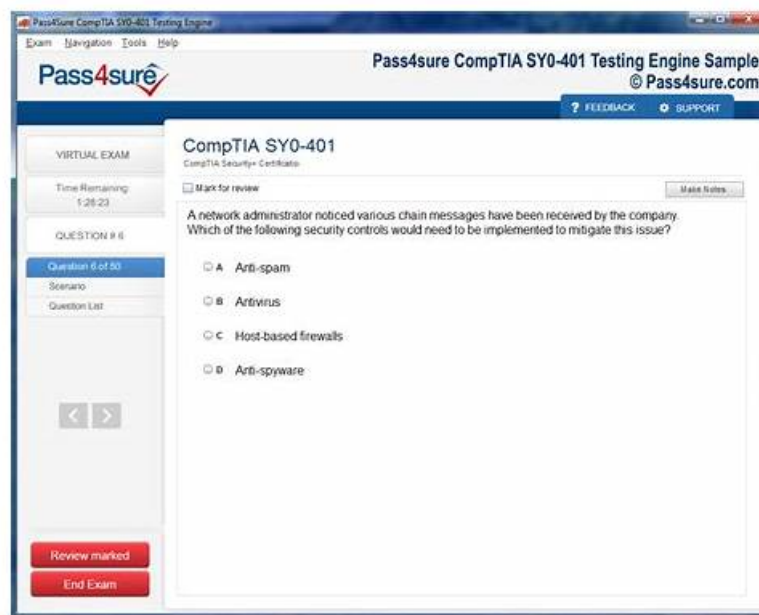 Pass4Sure CompTIA SY0-401 Testing Engine
Exam Navigation Tools Help
Pass4surê
Pass4sure CompTIA SY0-401 Testing Engine Sample
© Pass4sure.com
? FEEDBACK SUPPORT
VIRTUAL EXAM
Time Remaining
1:28:23
QUESTION # 6
Question 6 of 50
Scenario
Question List
Review marked
End Exam
CompTIA SY0-401
CompTIA Security+ Certificatio
Mark for review
Make Notes
A network administrator noticed various chain messages have been received by the company.
Which of the following security controls would need to be implemented to mitigate this issue?
A Anti-spam
B Antivirus
C Host-based firewalls
D Anti-spyware